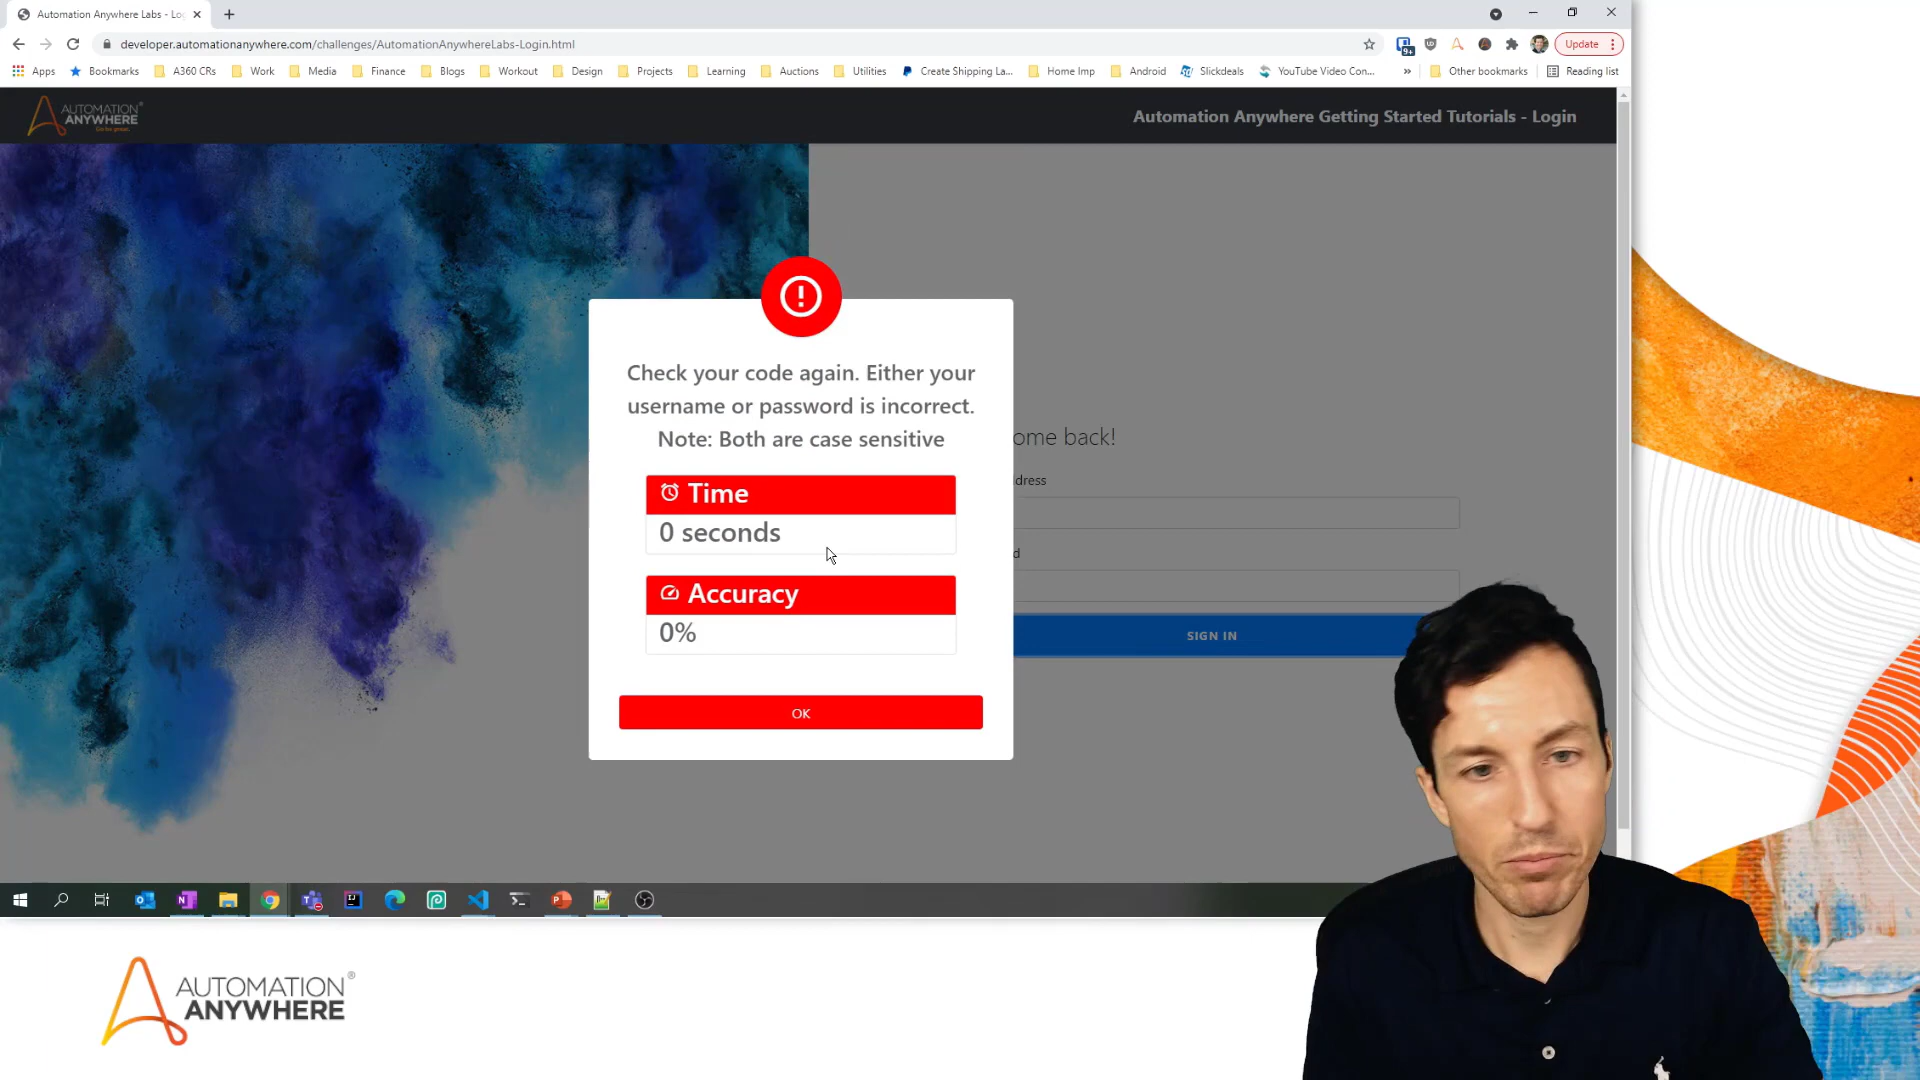 Automation Anywhere Labs - Lo
developer.automationanywhere.com/challenges/AutomationAnywhereLabs-Login.html
9+
Update
Apps
Bookmarks
A360 CRs
Work
Media
Finance
Blogs
Workout
Design
Projects
Learning
Auctions
Utilities
Create Shipping La...
Home Imp
Android
Slickdeals
YouTube Video Con...
»
Other bookmarks
Reading list
AUTOMATION
ANYWHERE
Go be great.
Automation Anywhere Getting Started Tutorials - Login
Check your code again. Either your
username or password is incorrect.
Note: Both are case sensitive
Time
0 seconds
Accuracy
0%
OK
ome back!
dress
d
SIGN IN
AUTOMATION®
ANYWHERE